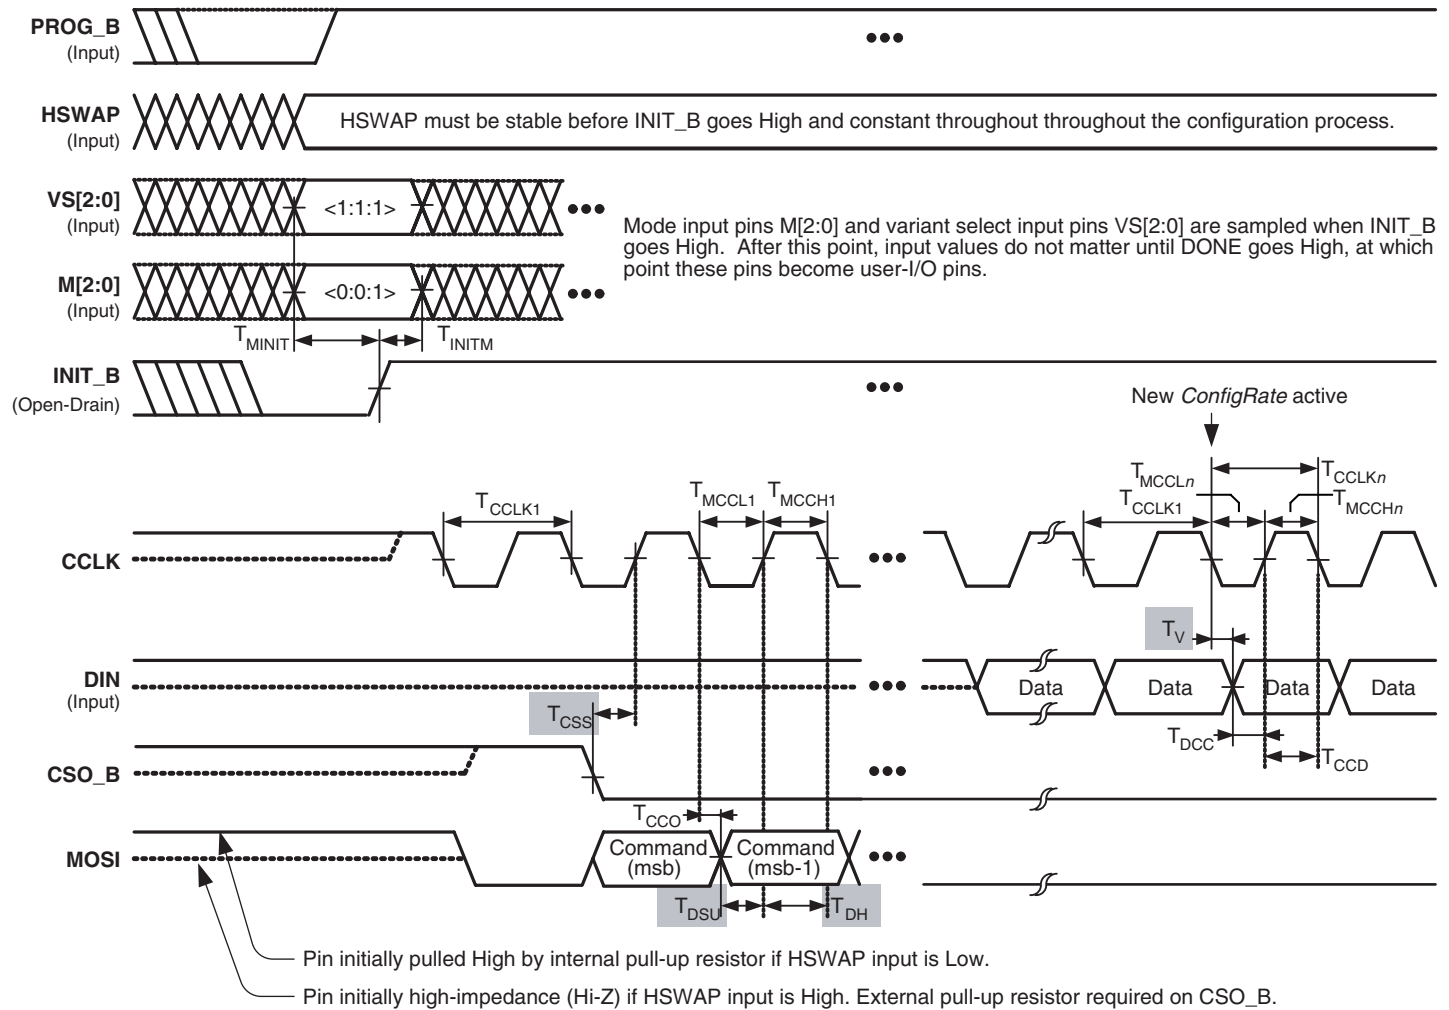 PROG_B
(Input)
HSWAP
(Input)
HSWAP must be stable before INIT_B goes High and constant throughout throughout the configuration process.
VS[2:0]
(Input)
<1:1:1>
Mode input pins M[2:0] and variant select input pins VS[2:0] are sampled when INIT_B
goes High. After this point, input values do not matter until DONE goes High, at which
point these pins become user-I/O pins.
M[2:0]
(Input)
<0:0:1>
TMINIT
TINITM
INIT_B
(Open-Drain)
New ConfigRate active
TCCLK1
TMCCL1
TMCCH1
TMCCLn
TCCLKn
TCCLK1
TMCCHn
CCLK
TV
DIN
(Input)
Data
Data
Data
Data
TCSS
TDCC
TCCD
CSO_B
TCCO
MOSI
Command
(msb)
Command
(msb-1)
TDSU
TDH
Pin initially pulled High by internal pull-up resistor if HSWAP input is Low.
Pin initially high-impedance (Hi-Z) if HSWAP input is High. External pull-up resistor required on CSO_B.